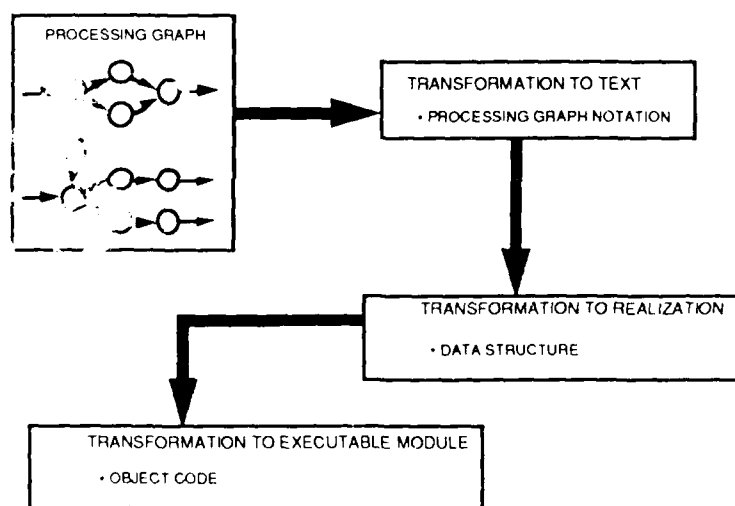 PROCESSING GRAPH
TRANSFORMATION TO TEXT
• PROCESSING GRAPH NOTATION
TRANSFORMATION TO REALIZATION
• DATA STRUCTURE
TRANSFORMATION TO EXECUTABLE MODULE
• OBJECT CODE